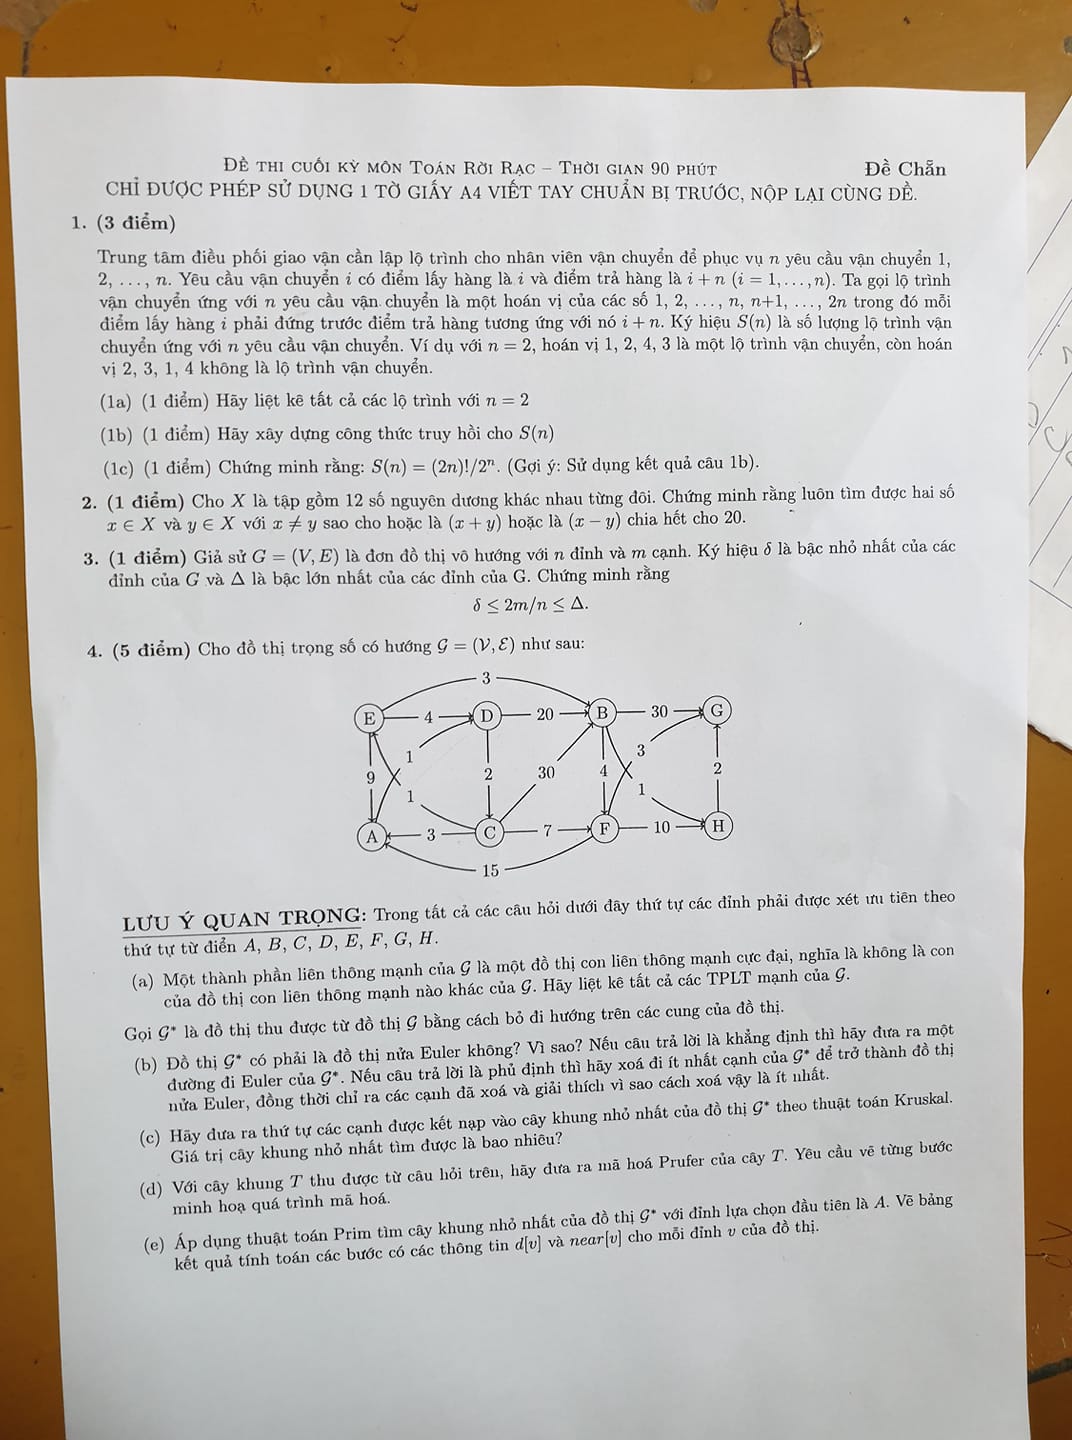 ĐỀ THI CUỐI KỲ MÔN TOÁN RỜI RẠC – THỜI GIAN 90 PHÚT Đề Chẵn
CHỈ ĐƯỢC PHÉP SỬ DỤNG 1 TỜ GIẤY A4 VIẾT TAY CHUẨN BỊ TRƯỚC, NỘP LẠI CÙNG ĐỀ.
1. (3 điểm)
Trung tâm điều phối giao vận cần lập lộ trình cho nhân viên vận chuyển để phục vụ n yêu cầu vận chuyển 1,
2, . . ., n. Yêu cầu vận chuyển i có điểm lấy hàng là i và điểm trả hàng là i + n (i = 1, . . . , n). Ta gọi lộ trình
vận chuyển ứng với n yêu cầu vận chuyển là một hoán vị của các số 1, 2, . . ., n, n+1, . . ., 2n trong đó mỗi
điểm lấy hàng i phải đứng trước điểm trả hàng tương ứng với nó i + n. Ký hiệu S(n) là số lượng lộ trình vận
chuyển ứng với n yêu cầu vận chuyển. Ví dụ với n = 2, hoán vị 1, 2, 4, 3 là một lộ trình vận chuyển, còn hoán
vị 2, 3, 1, 4 không là lộ trình vận chuyển.
(1a) (1 điểm) Hãy liệt kê tất cả các lộ trình với n = 2
(1b) (1 điểm) Hãy xây dựng công thức truy hồi cho S(n)
(1c) (1 điểm) Chứng minh rằng: S(n) = (2n)!/2ⁿ. (Gợi ý: Sử dụng kết quả câu 1b).
2. (1 điểm) Cho X là tập gồm 12 số nguyên dương khác nhau từng đôi. Chứng minh rằng luôn tìm được hai số
x ∈ X và y ∈ X với x ≠ y sao cho hoặc là (x + y) hoặc là (x − y) chia hết cho 20.
3. (1 điểm) Giả sử G = (V, E) là đơn đồ thị vô hướng với n đỉnh và m cạnh. Ký hiệu δ là bậc nhỏ nhất của các
đỉnh của G và Δ là bậc lớn nhất của các đỉnh của G. Chứng minh rằng
δ ≤ 2m/n ≤ Δ.
4. (5 điểm) Cho đồ thị trọng số có hướng 𝒢 = (𝒱, ℰ) như sau:
3
E 4 D 20 B 30 G
1 3
9 2 30 4 2
1 1
A 3 C 7 F 10 H
15
LƯU Ý QUAN TRỌNG: Trong tất cả các câu hỏi dưới đây thứ tự các đỉnh phải được xét ưu tiên theo
thứ tự từ điển A, B, C, D, E, F, G, H.
(a) Một thành phần liên thông mạnh của 𝒢 là một đồ thị con liên thông mạnh cực đại, nghĩa là không là con
của đồ thị con liên thông mạnh nào khác của 𝒢. Hãy liệt kê tất cả các TPLT mạnh của 𝒢.
Gọi 𝒢* là đồ thị thu được từ đồ thị 𝒢 bằng cách bỏ đi hướng trên các cung của đồ thị.
(b) Đồ thị 𝒢* có phải là đồ thị nửa Euler không? Vì sao? Nếu câu trả lời là khẳng định thì hãy đưa ra một
đường đi Euler của 𝒢*. Nếu câu trả lời là phủ định thì hãy xoá đi ít nhất cạnh của 𝒢* để trở thành đồ thị
nửa Euler, đồng thời chỉ ra các cạnh đã xoá và giải thích vì sao cách xoá vậy là ít nhất.
(c) Hãy đưa ra thứ tự các cạnh được kết nạp vào cây khung nhỏ nhất của đồ thị 𝒢* theo thuật toán Kruskal.
Giá trị cây khung nhỏ nhất tìm được là bao nhiêu?
(d) Với cây khung T thu được từ câu hỏi trên, hãy đưa ra mã hoá Prufer của cây T. Yêu cầu vẽ từng bước
minh hoạ quá trình mã hoá.
(e) Áp dụng thuật toán Prim tìm cây khung nhỏ nhất của đồ thị 𝒢* với đỉnh lựa chọn đầu tiên là A. Vẽ bảng
kết quả tính toán các bước có các thông tin d[v] và near[v] cho mỗi đỉnh v của đồ thị.